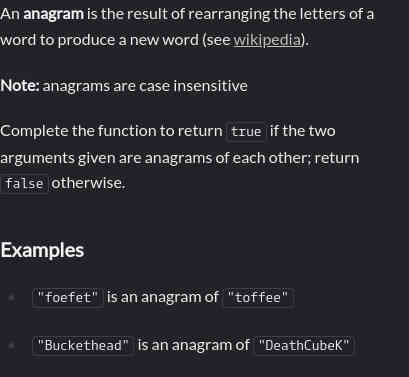 An anagram is the result of rearranging the letters of a
word to produce a new word (see wikipedia).
Note: anagrams are case insensitive
Complete the function to return true if the two
arguments given are anagrams of each other; return
false otherwise.
Examples
"foefet" is an anagram of "toffee"
"Buckethead" is an anagram of "DeathCubeK"